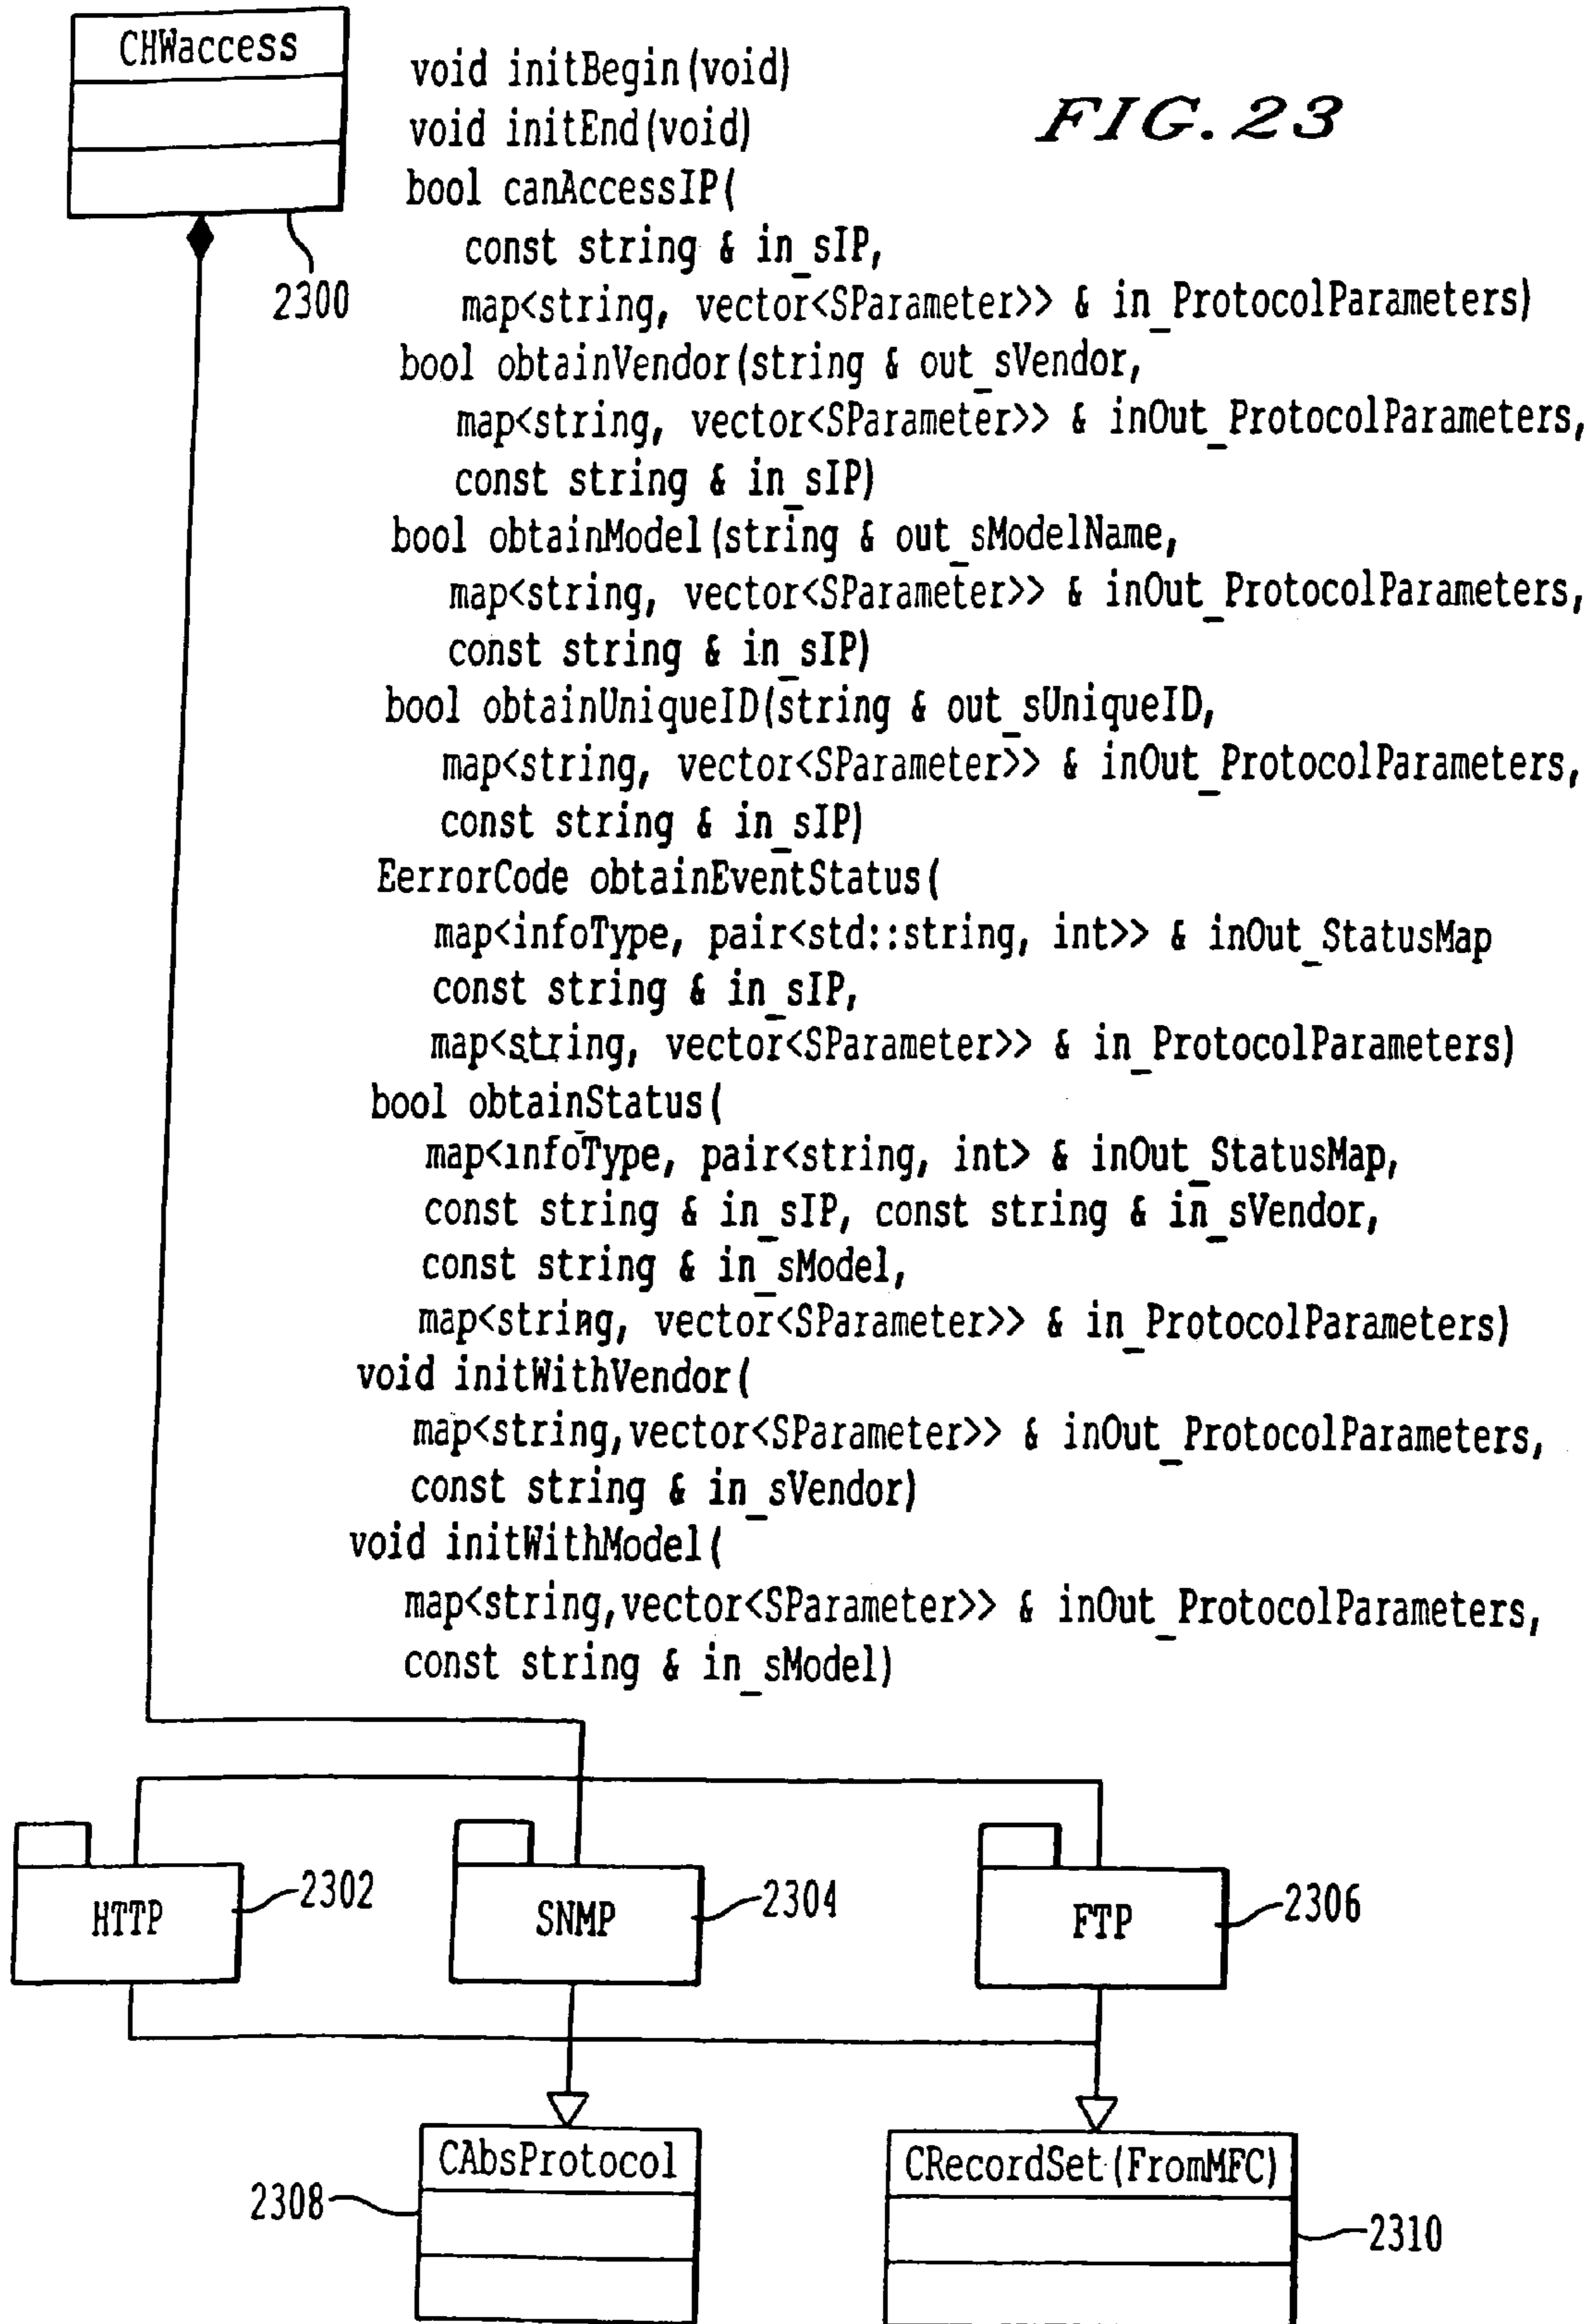 CHWaccess
2300
FIG. 23
void initBegin(void)
void initEnd(void)
bool canAccessIP(
const string & in_sIP,
map<string, vector<SParameter>> & in_ProtocolParameters)
bool obtainVendor(string & out_sVendor,
map<string, vector<SParameter>> & inOut_ProtocolParameters,
const string & in_sIP)
bool obtainModel(string & out_sModelName,
map<string, vector<SParameter>> & inOut_ProtocolParameters,
const string & in_sIP)
bool obtainUniqueID(string & out_sUniqueID,
map<string, vector<SParameter>> & inOut_ProtocolParameters,
const string & in_sIP)
EerrorCode obtainEventStatus(
map<infoType, pair<std::string, int>> & inOut_StatusMap
const string & in_sIP,
map<string, vector<SParameter>> & in_ProtocolParameters)
bool obtainStatus(
map<infoType, pair<string, int> & inOut_StatusMap,
const string & in_sIP, const string & in_sVendor,
const string & in_sModel,
map<string, vector<SParameter>> & in_ProtocolParameters)
void initWithVendor(
map<string,vector<SParameter>> & inOut_ProtocolParameters,
const string & in_sVendor)
void initWithModel(
map<string,vector<SParameter>> & inOut_ProtocolParameters,
const string & in_sModel)
HTTP
2302
SNMP
2304
FTP
2306
CAbsProtocol
2308
CRecordSet(FromMFC)
2310